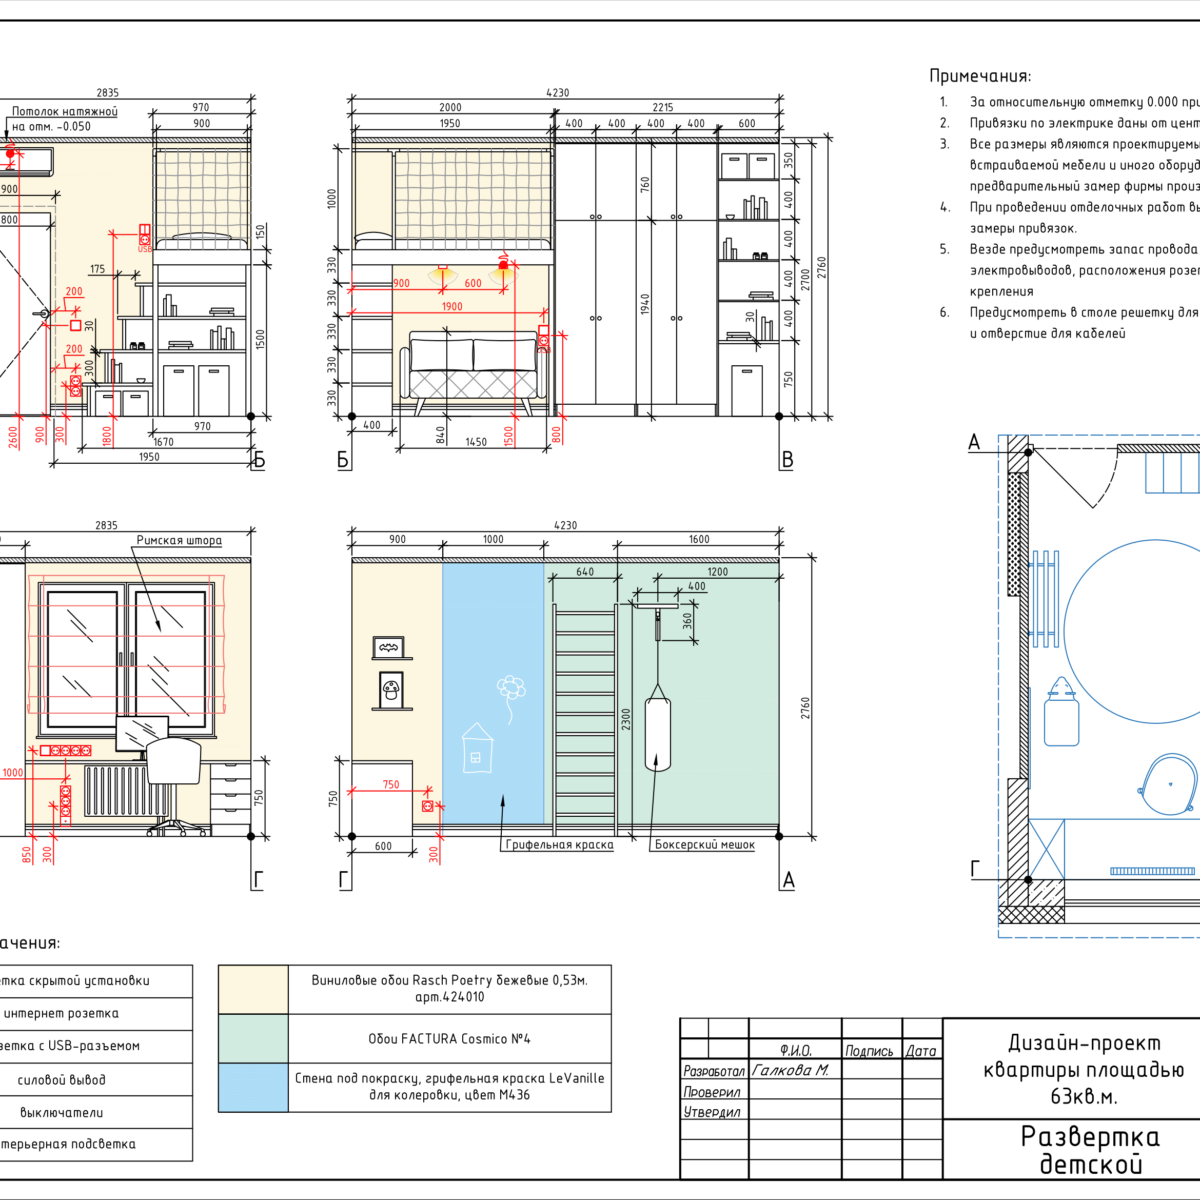 2835
970
900
Потолок натяжной
на отм. -0.050
900
800
USB
150
175
200
30
200
300
1500
2600
900
300
1800
970
1670
1950
Б
4230
2000
2215
1950
400
400
400
400
600
1000
330
330
330
330
330
900
600
1900
760
1940
350
400
400
400
400
30
750
2700
2760
400
840
1450
1500
800
Б
В
Примечания:
1. За относительную отметку 0.000 при
2. Привязки по электрике даны от цент
3. Все размеры являются проектируемы
встраиваемой мебели и иного оборуд
предварительный замер фирмы произ
4. При проведении отделочных работ вы
замеры привязок.
5. Везде предусмотреть запас провода
электровыводов, расположения розет
крепления
6. Предусмотреть в столе решетку для
и отверстие для кабелей
2835
Римская штора
1000
850
300
750
Г
4230
900
1000
1600
640
1200
400
360
2300
2760
750
750
600
300
Грифельная краска
Боксерский мешок
Г
А
А
Г
ачения:
етка скрытой установки
интернет розетка
зетка с USB-разъемом
силовой вывод
выключатели
терьерная подсветка
Виниловые обои Rasch Poetry бежевые 0,53м.
арт.424010
Обои FACTURA Cosmico №4
Стена под покраску, грифельная краска LeVanille
для колеровки, цвет М436
Ф.И.О. Подпись Дата
Разработал Галкова М.
Проверил
Утвердил
Дизайн-проект
квартиры площадью
63кв.м.
Развертка
детской